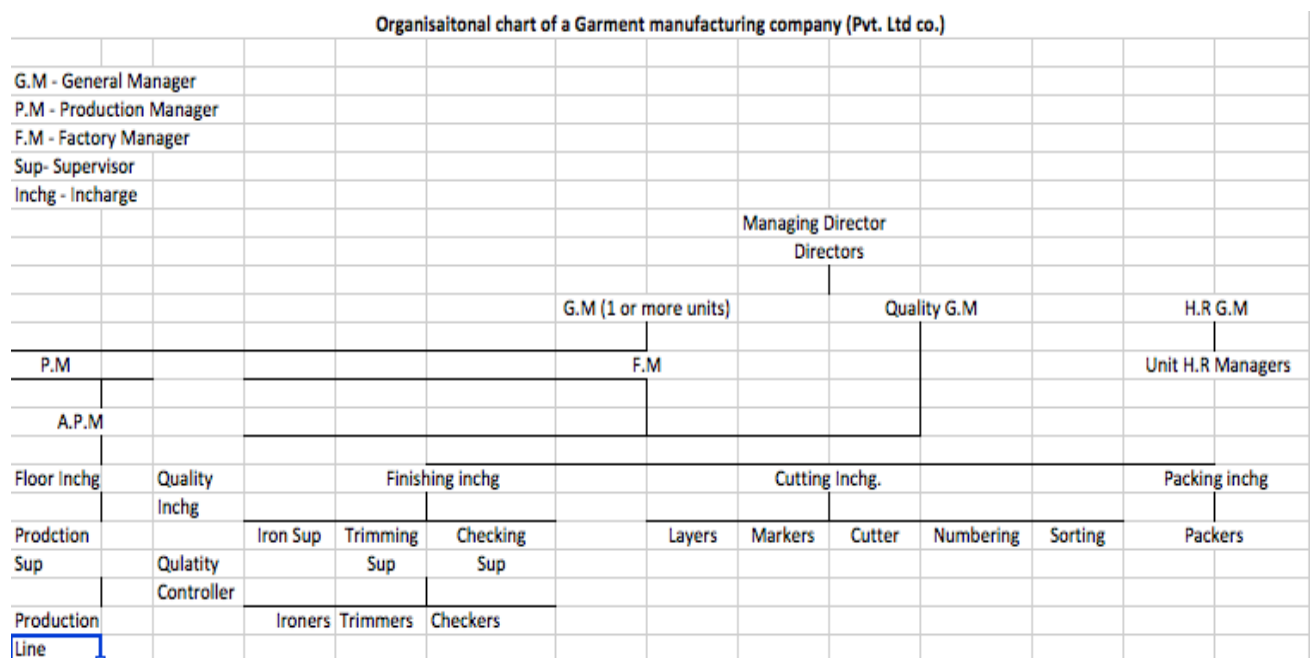 Organisaitonal chart of a Garment manufacturing company (Pvt. Ltd co.)
G.M - General Manager
P.M - Production Manager
F.M - Factory Manager
Sup- Supervisor
Inchg - Incharge
Managing Director
Directors
G.M (1 or more units) Quality G.M H.R G.M
P.M F.M Unit H.R Managers
A.P.M
Floor Inchg Quality Finishing inchg Cutting Inchg. Packing inchg
Inchg
Prodction Iron Sup Trimming Checking Layers Markers Cutter Numbering Sorting Packers
Sup Qulatity Sup Sup
Controller
Production Ironers Trimmers Checkers
Line